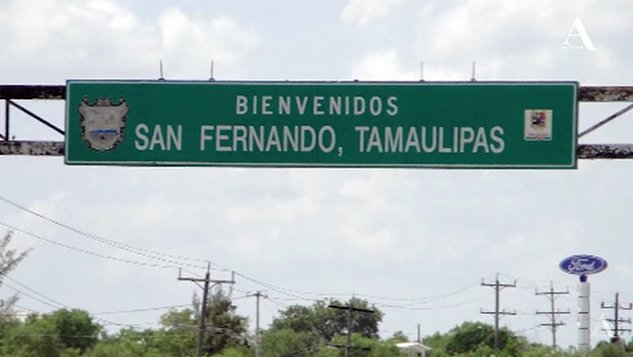 A
BIENVENIDOS
SAN FERNANDO, TAMAULIPAS
Ford
A